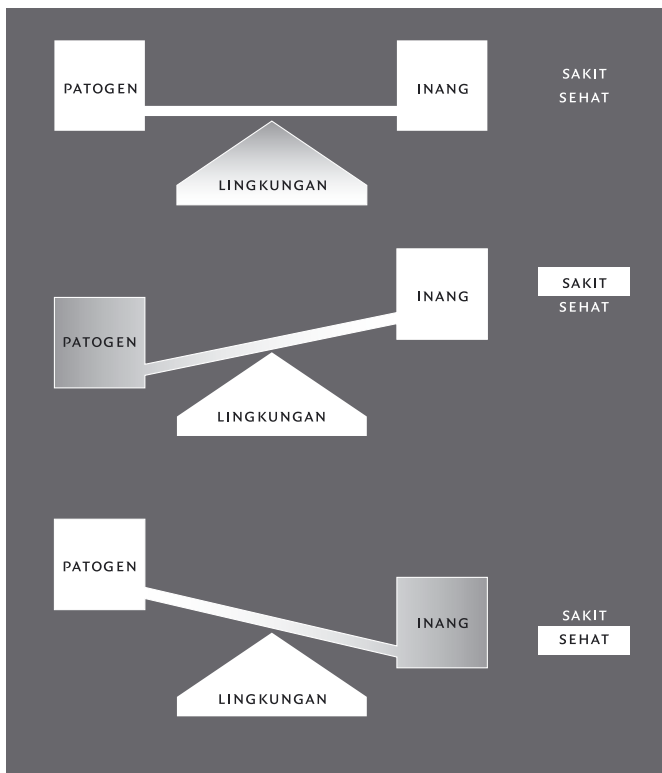 PATOGEN
INANG
SAKIT
SEHAT
LINGKUNGAN
INANG
SAKIT
SEHAT
PATOGEN
LINGKUNGAN
PATOGEN
INANG
SAKIT
SEHAT
LINGKUNGAN